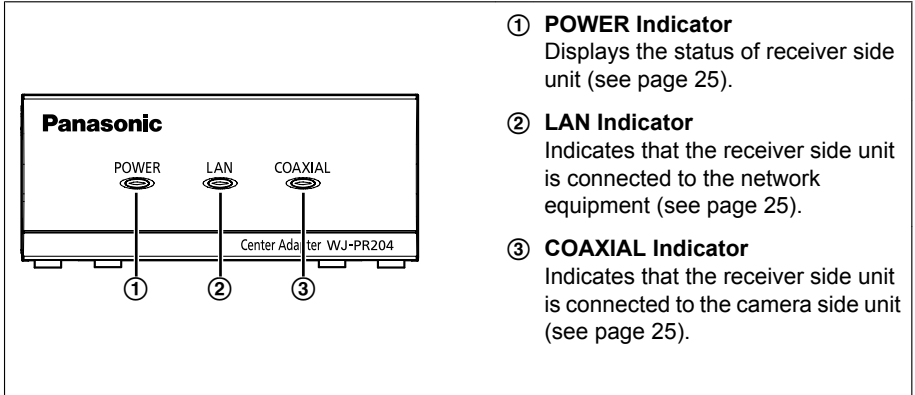 Panasonic
POWER LAN COAXIAL
Center Adapter WJ-PR204
① ② ③
① POWER Indicator
Displays the status of receiver side
unit (see page 25).
② LAN Indicator
Indicates that the receiver side unit
is connected to the network
equipment (see page 25).
③ COAXIAL Indicator
Indicates that the receiver side unit
is connected to the camera side unit
(see page 25).